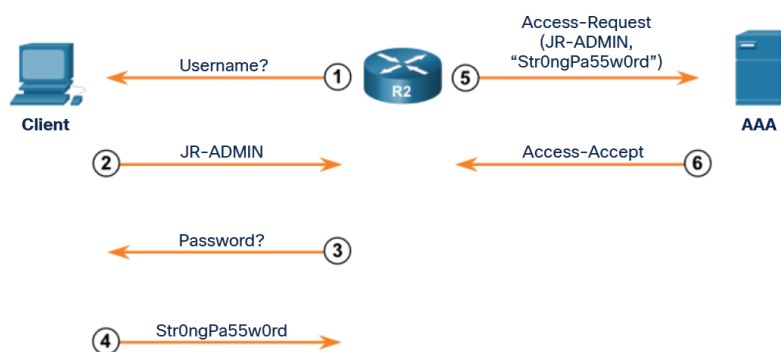 Username?
1
R2
5
Access-Request
(JR-ADMIN,
“Str0ngPa55w0rd”)
Client
AAA
2
JR-ADMIN
Access-Accept
6
Password?
3
4
Str0ngPa55w0rd